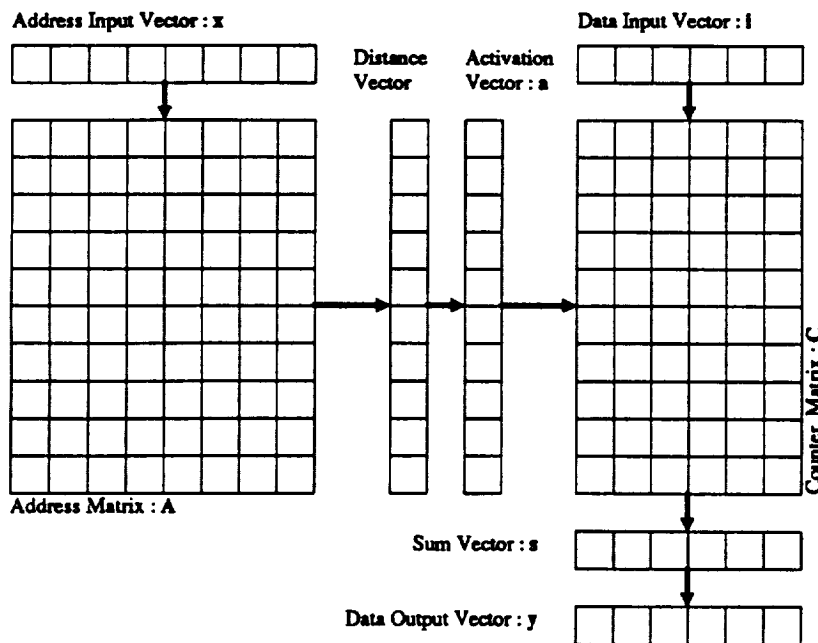 Address Input Vector : x
Data Input Vector : i
Distance
Vector
Activation
Vector : a
Counter Matrix : C
Address Matrix : A
Sum Vector : s
Data Output Vector : y